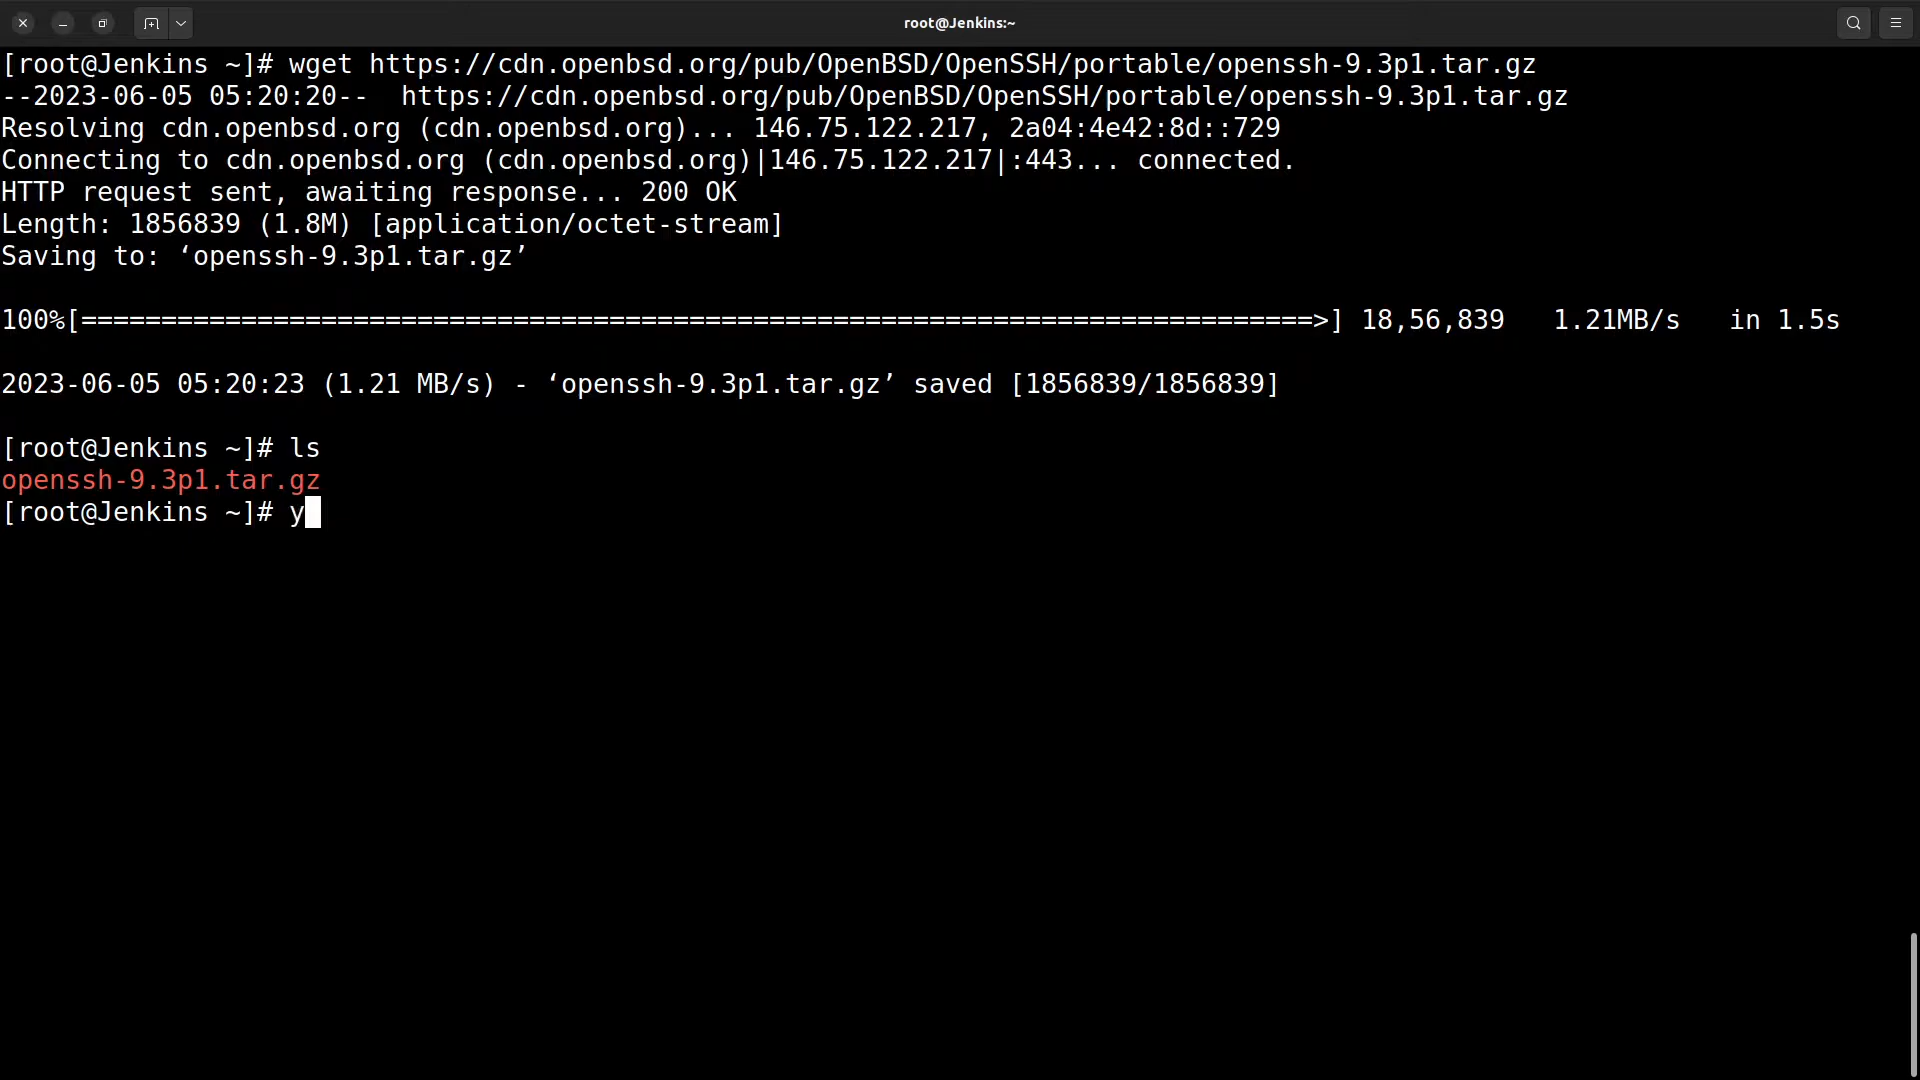 root@Jenkins:~
[root@Jenkins ~]# wget https://cdn.openbsd.org/pub/OpenBSD/OpenSSH/portable/openssh-9.3p1.tar.gz
--2023-06-05 05:20:20--  https://cdn.openbsd.org/pub/OpenBSD/OpenSSH/portable/openssh-9.3p1.tar.gz
Resolving cdn.openbsd.org (cdn.openbsd.org)... 146.75.122.217, 2a04:4e42:8d::729
Connecting to cdn.openbsd.org (cdn.openbsd.org)|146.75.122.217|:443... connected.
HTTP request sent, awaiting response... 200 OK
Length: 1856839 (1.8M) [application/octet-stream]
Saving to: ‘openssh-9.3p1.tar.gz’
100%[=============================================================================>] 18,56,839   1.21MB/s   in 1.5s
2023-06-05 05:20:23 (1.21 MB/s) - ‘openssh-9.3p1.tar.gz’ saved [1856839/1856839]
[root@Jenkins ~]# ls
openssh-9.3p1.tar.gz
[root@Jenkins ~]# y